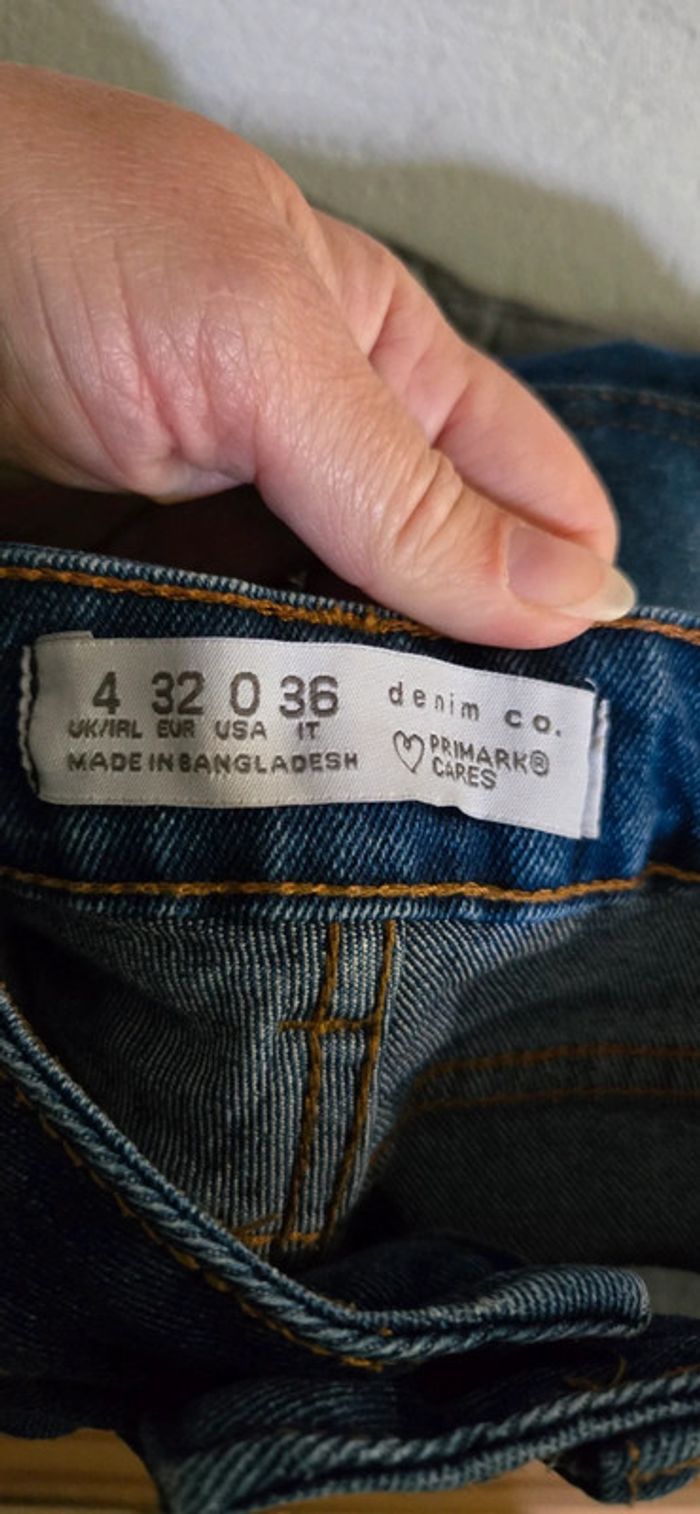 4 32 0 36
UK/IRL EUR USA IT
MADE IN BANGLADESH
denim co.
PRIMARK®
CARES